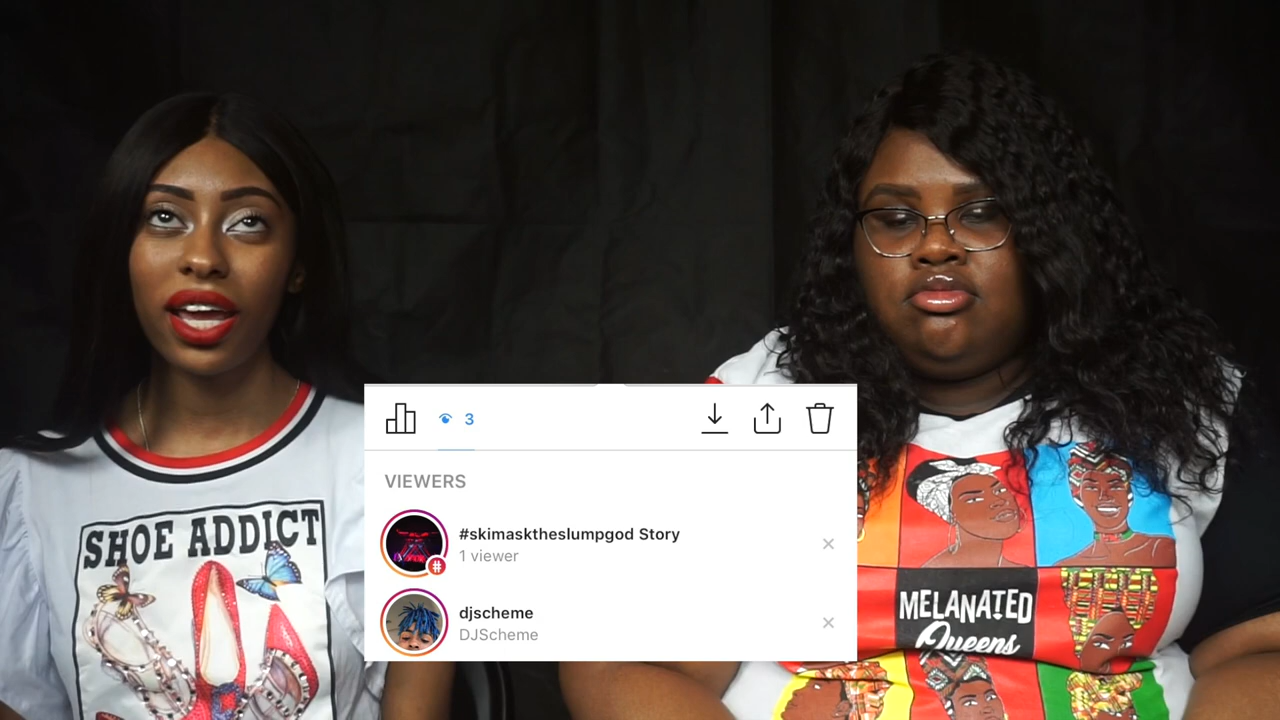 3
VIEWERS
#skimasktheslumpgod Story
1 viewer
djscheme
DJScheme
SHOE ADDICT
MELANATED
Queens